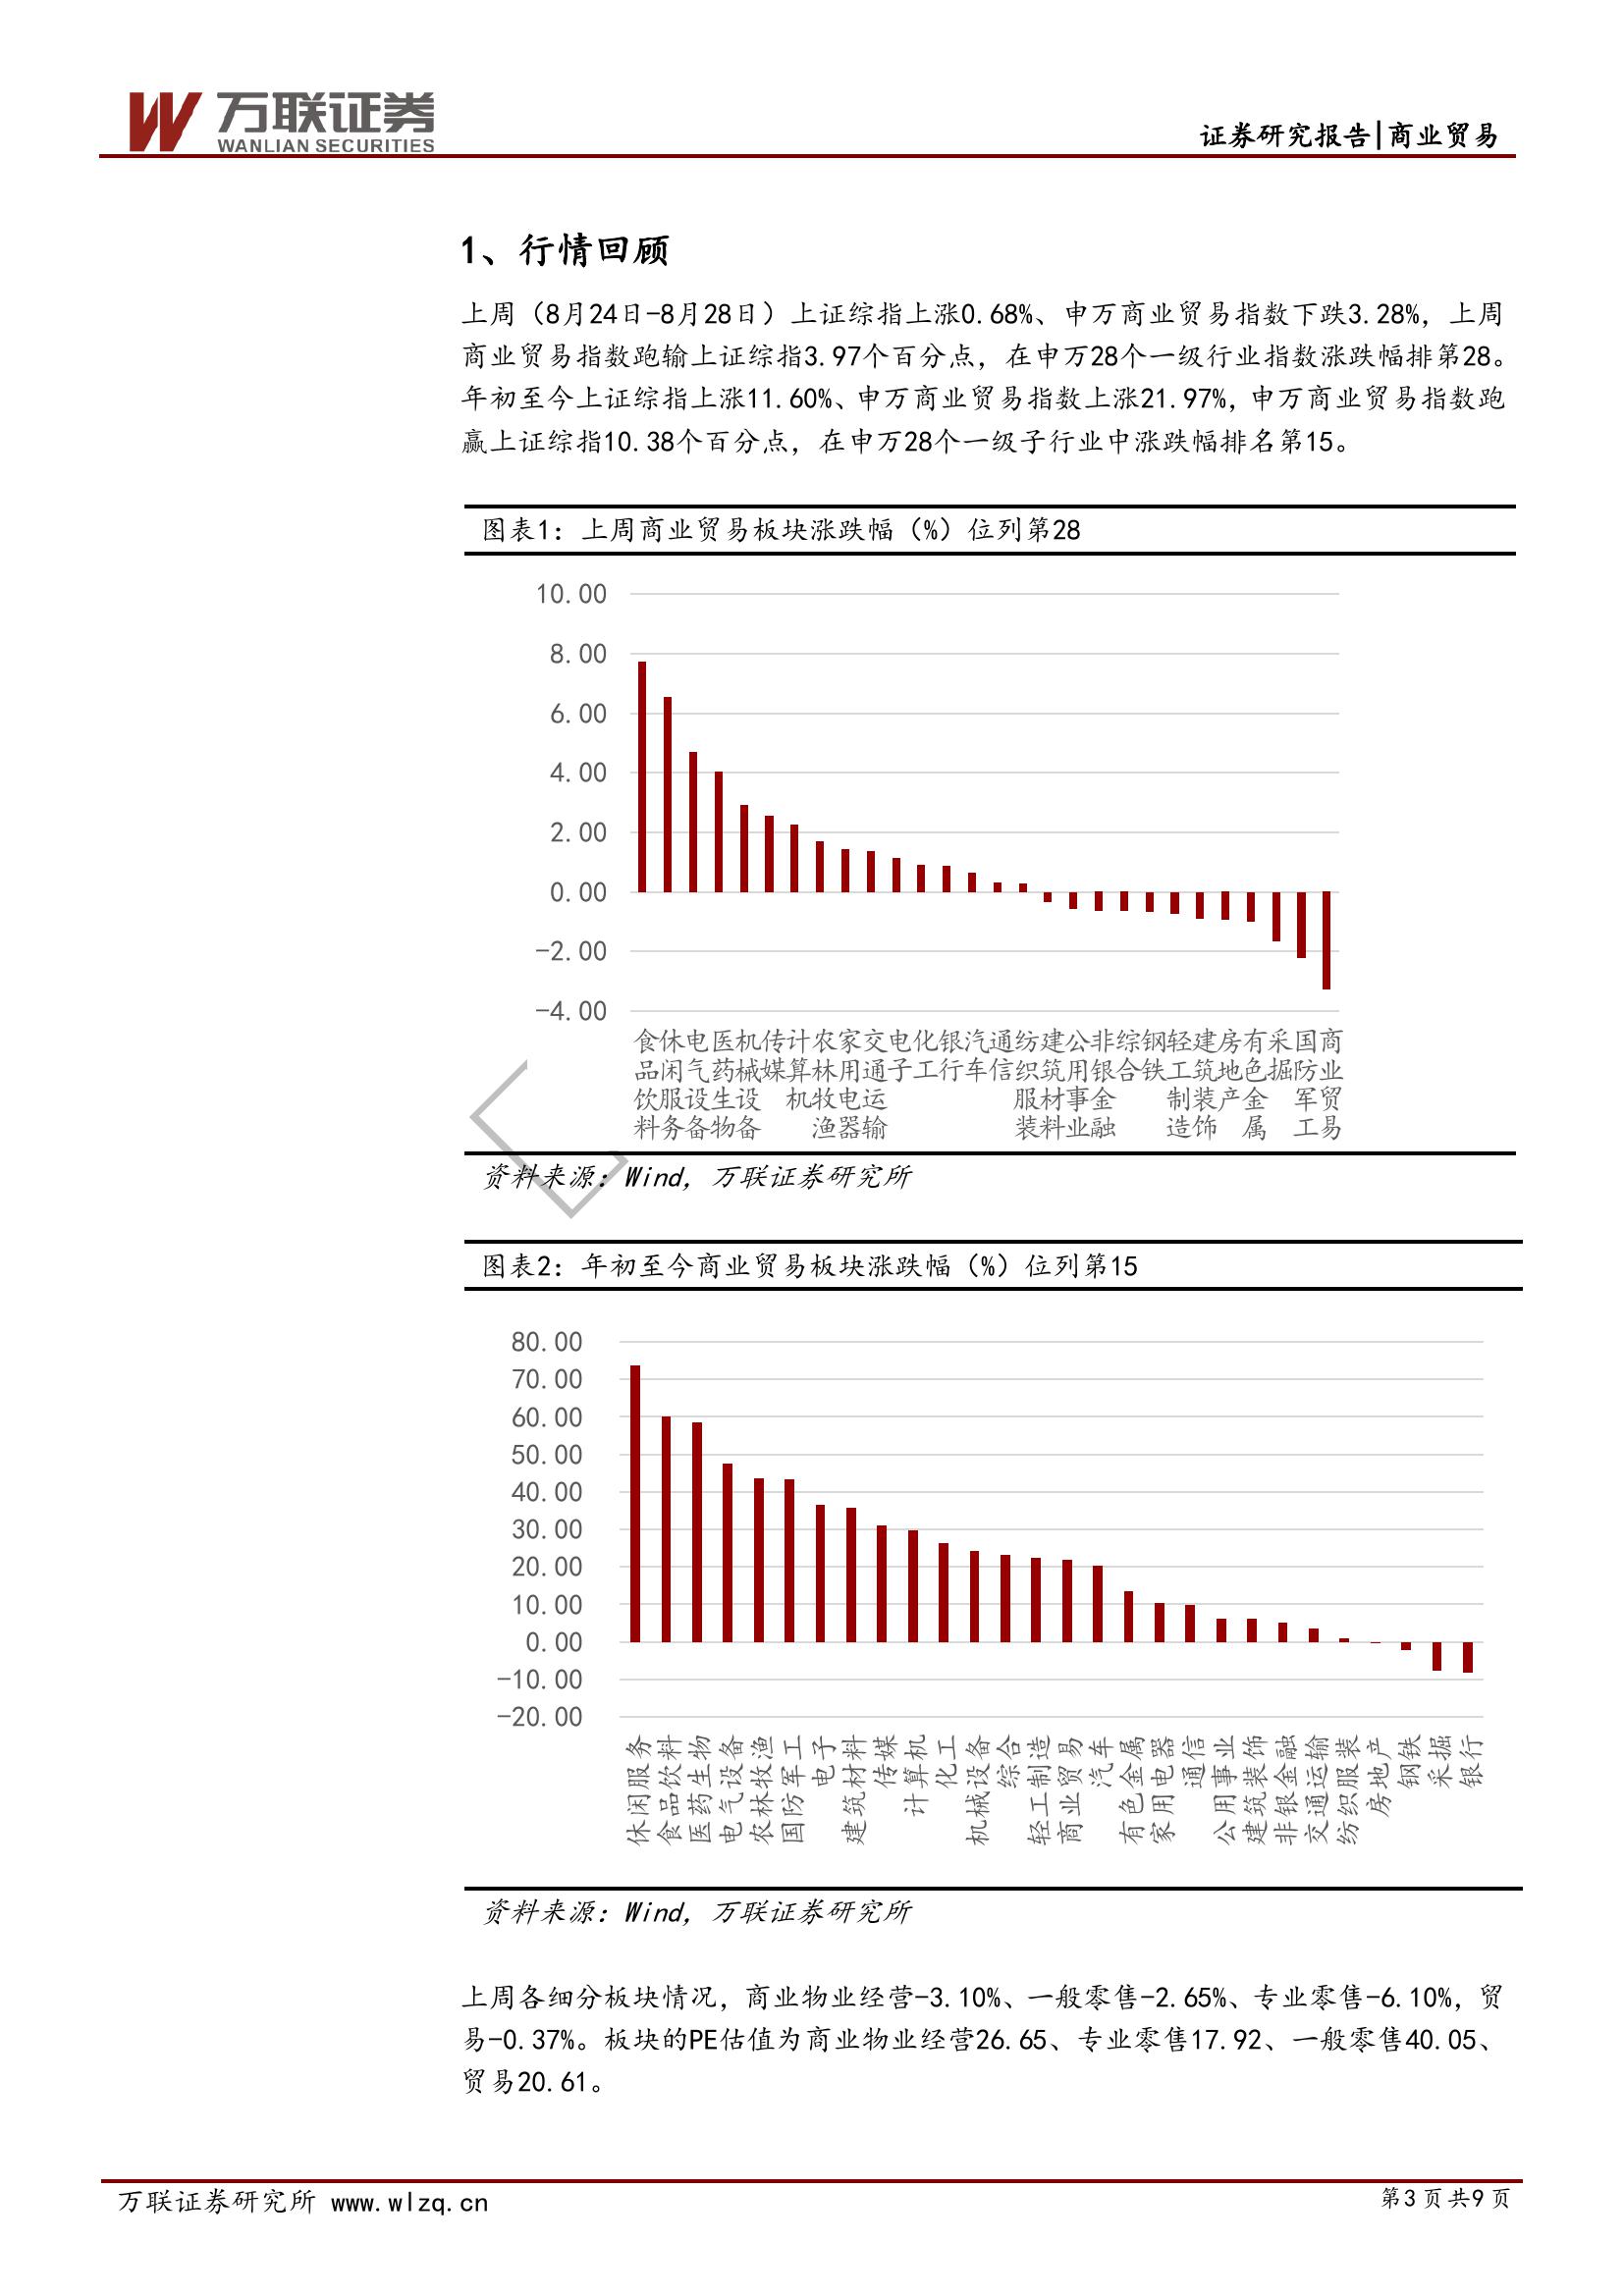 万联证券
WANLIAN SECURITIES
证券研究报告|商业贸易
1、行情回顾
上周（8月24日-8月28日）上证综指上涨0.68%、申万商业贸易指数下跌3.28%，上周
商业贸易指数跑输上证综指3.97个百分点，在申万28个一级行业指数涨跌幅排第28。
年初至今上证综指上涨11.60%、申万商业贸易指数上涨21.97%，申万商业贸易指数跑
赢上证综指10.38个百分点，在申万28个一级子行业中涨跌幅排名第15。
图表1：上周商业贸易板块涨跌幅（%）位列第28
10.00
8.00
6.00
4.00
2.00
0.00
-2.00
-4.00
食品饮料
休闲服务
电气设备
医药生物
机械设备
传媒
计算机
农林牧渔
家用电器
交通运输
电子
化工
银行
汽车
通信
纺织服装
建筑材料
公用事业
非银金融
综合
钢铁
轻工制造
建筑装饰
房地产
有色金属
采掘
国防军工
商业贸易
资料来源：Wind，万联证券研究所
图表2：年初至今商业贸易板块涨跌幅（%）位列第15
80.00
70.00
60.00
50.00
40.00
30.00
20.00
10.00
0.00
-10.00
-20.00
休闲服务
食品饮料
医药生物
电气设备
农林牧渔
国防军工
电子
建筑材料
传媒
计算机
化工
机械设备
综合
轻工制造
商业贸易
汽车
有色金属
家用电器
通信
公用事业
建筑装饰
非银金融
交通运输
纺织服装
房地产
钢铁
采掘
银行
资料来源：Wind，万联证券研究所
上周各细分板块情况，商业物业经营-3.10%、一般零售-2.65%、专业零售-6.10%，贸
易-0.37%。板块的PE估值为商业物业经营26.65、专业零售17.92、一般零售40.05、
贸易20.61。
万联证券研究所 www.wlzq.cn
第3页共9页